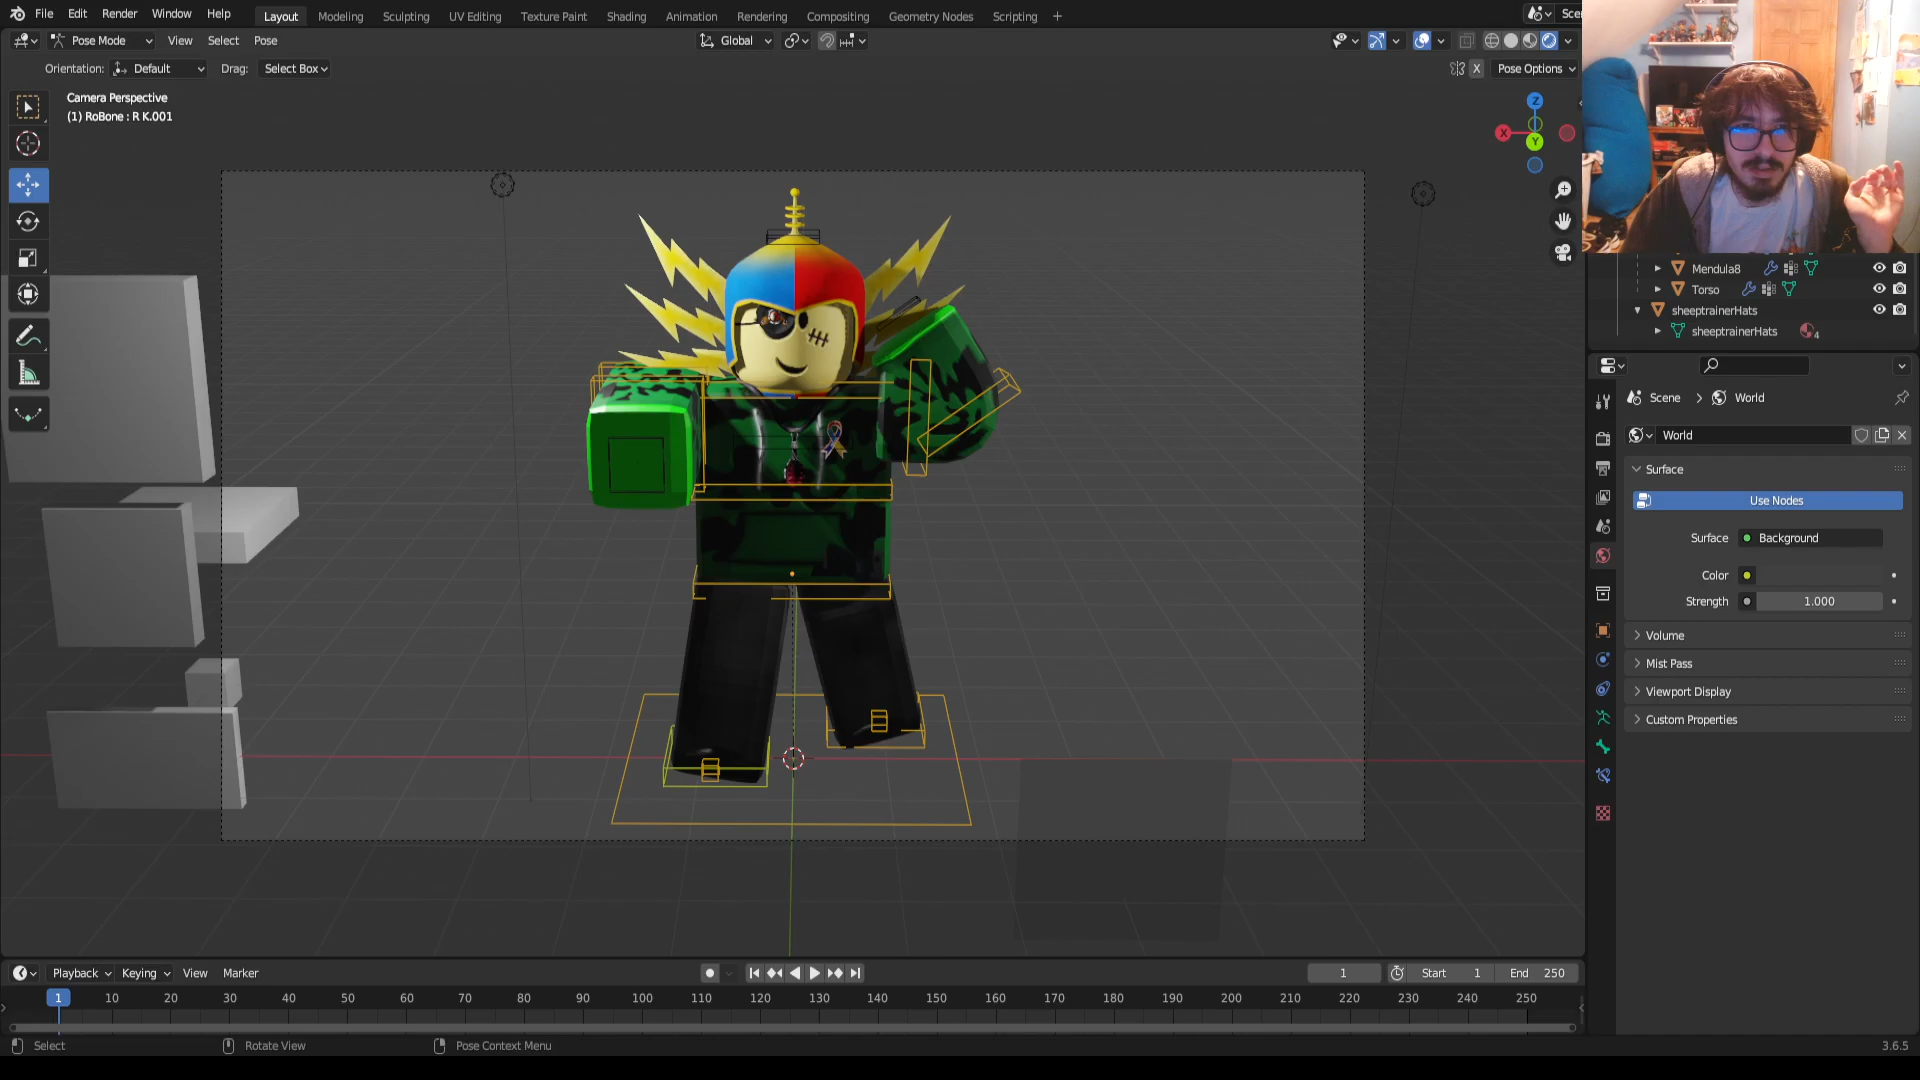 File Edit Render Window Help Layout Modeling Sculpting UV Editing Texture Paint Shading Animation Rendering Compositing Geometry Nodes Scripting +
Pose Mode View Select Pose Global
Orientation: Default Drag: Select Box X Pose Options
Camera Perspective
(1) RoBone : R K.001
Z
X
Y
Mendula8
Torso
sheeptrainerHats
sheeptrainerHats 4
Scene > World
World
Surface
Use Nodes
Surface Background
Color
Strength 1.000
Volume
Mist Pass
Viewport Display
Custom Properties
Playback Keying View Marker 1 Start 1 End 250
1 10 20 30 40 50 60 70 80 90 100 110 120 130 140 150 160 170 180 190 200 210 220 230 240 250
Select Rotate View Pose Context Menu 3.6.5